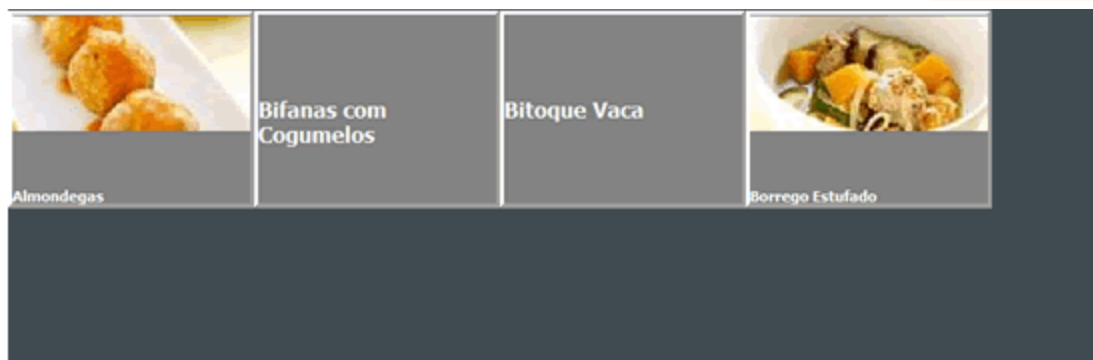 Bifanas com
Cogumelos
Bitoque Vaca
Almondegas
Borrego Estufado